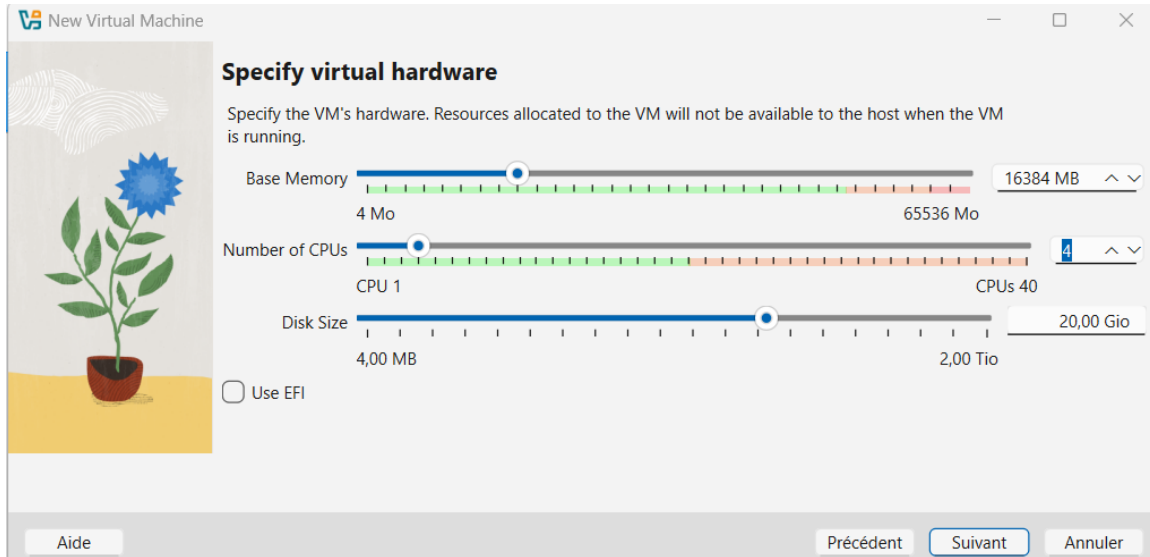 New Virtual Machine
Specify virtual hardware
Specify the VM's hardware. Resources allocated to the VM will not be available to the host when the VM
is running.
Base Memory 16384 MB
4 Mo 65536 Mo
Number of CPUs 4
CPU 1 CPUs 40
Disk Size 20,00 Gio
4,00 MB 2,00 Tio
Use EFI
Aide Précédent Suivant Annuler